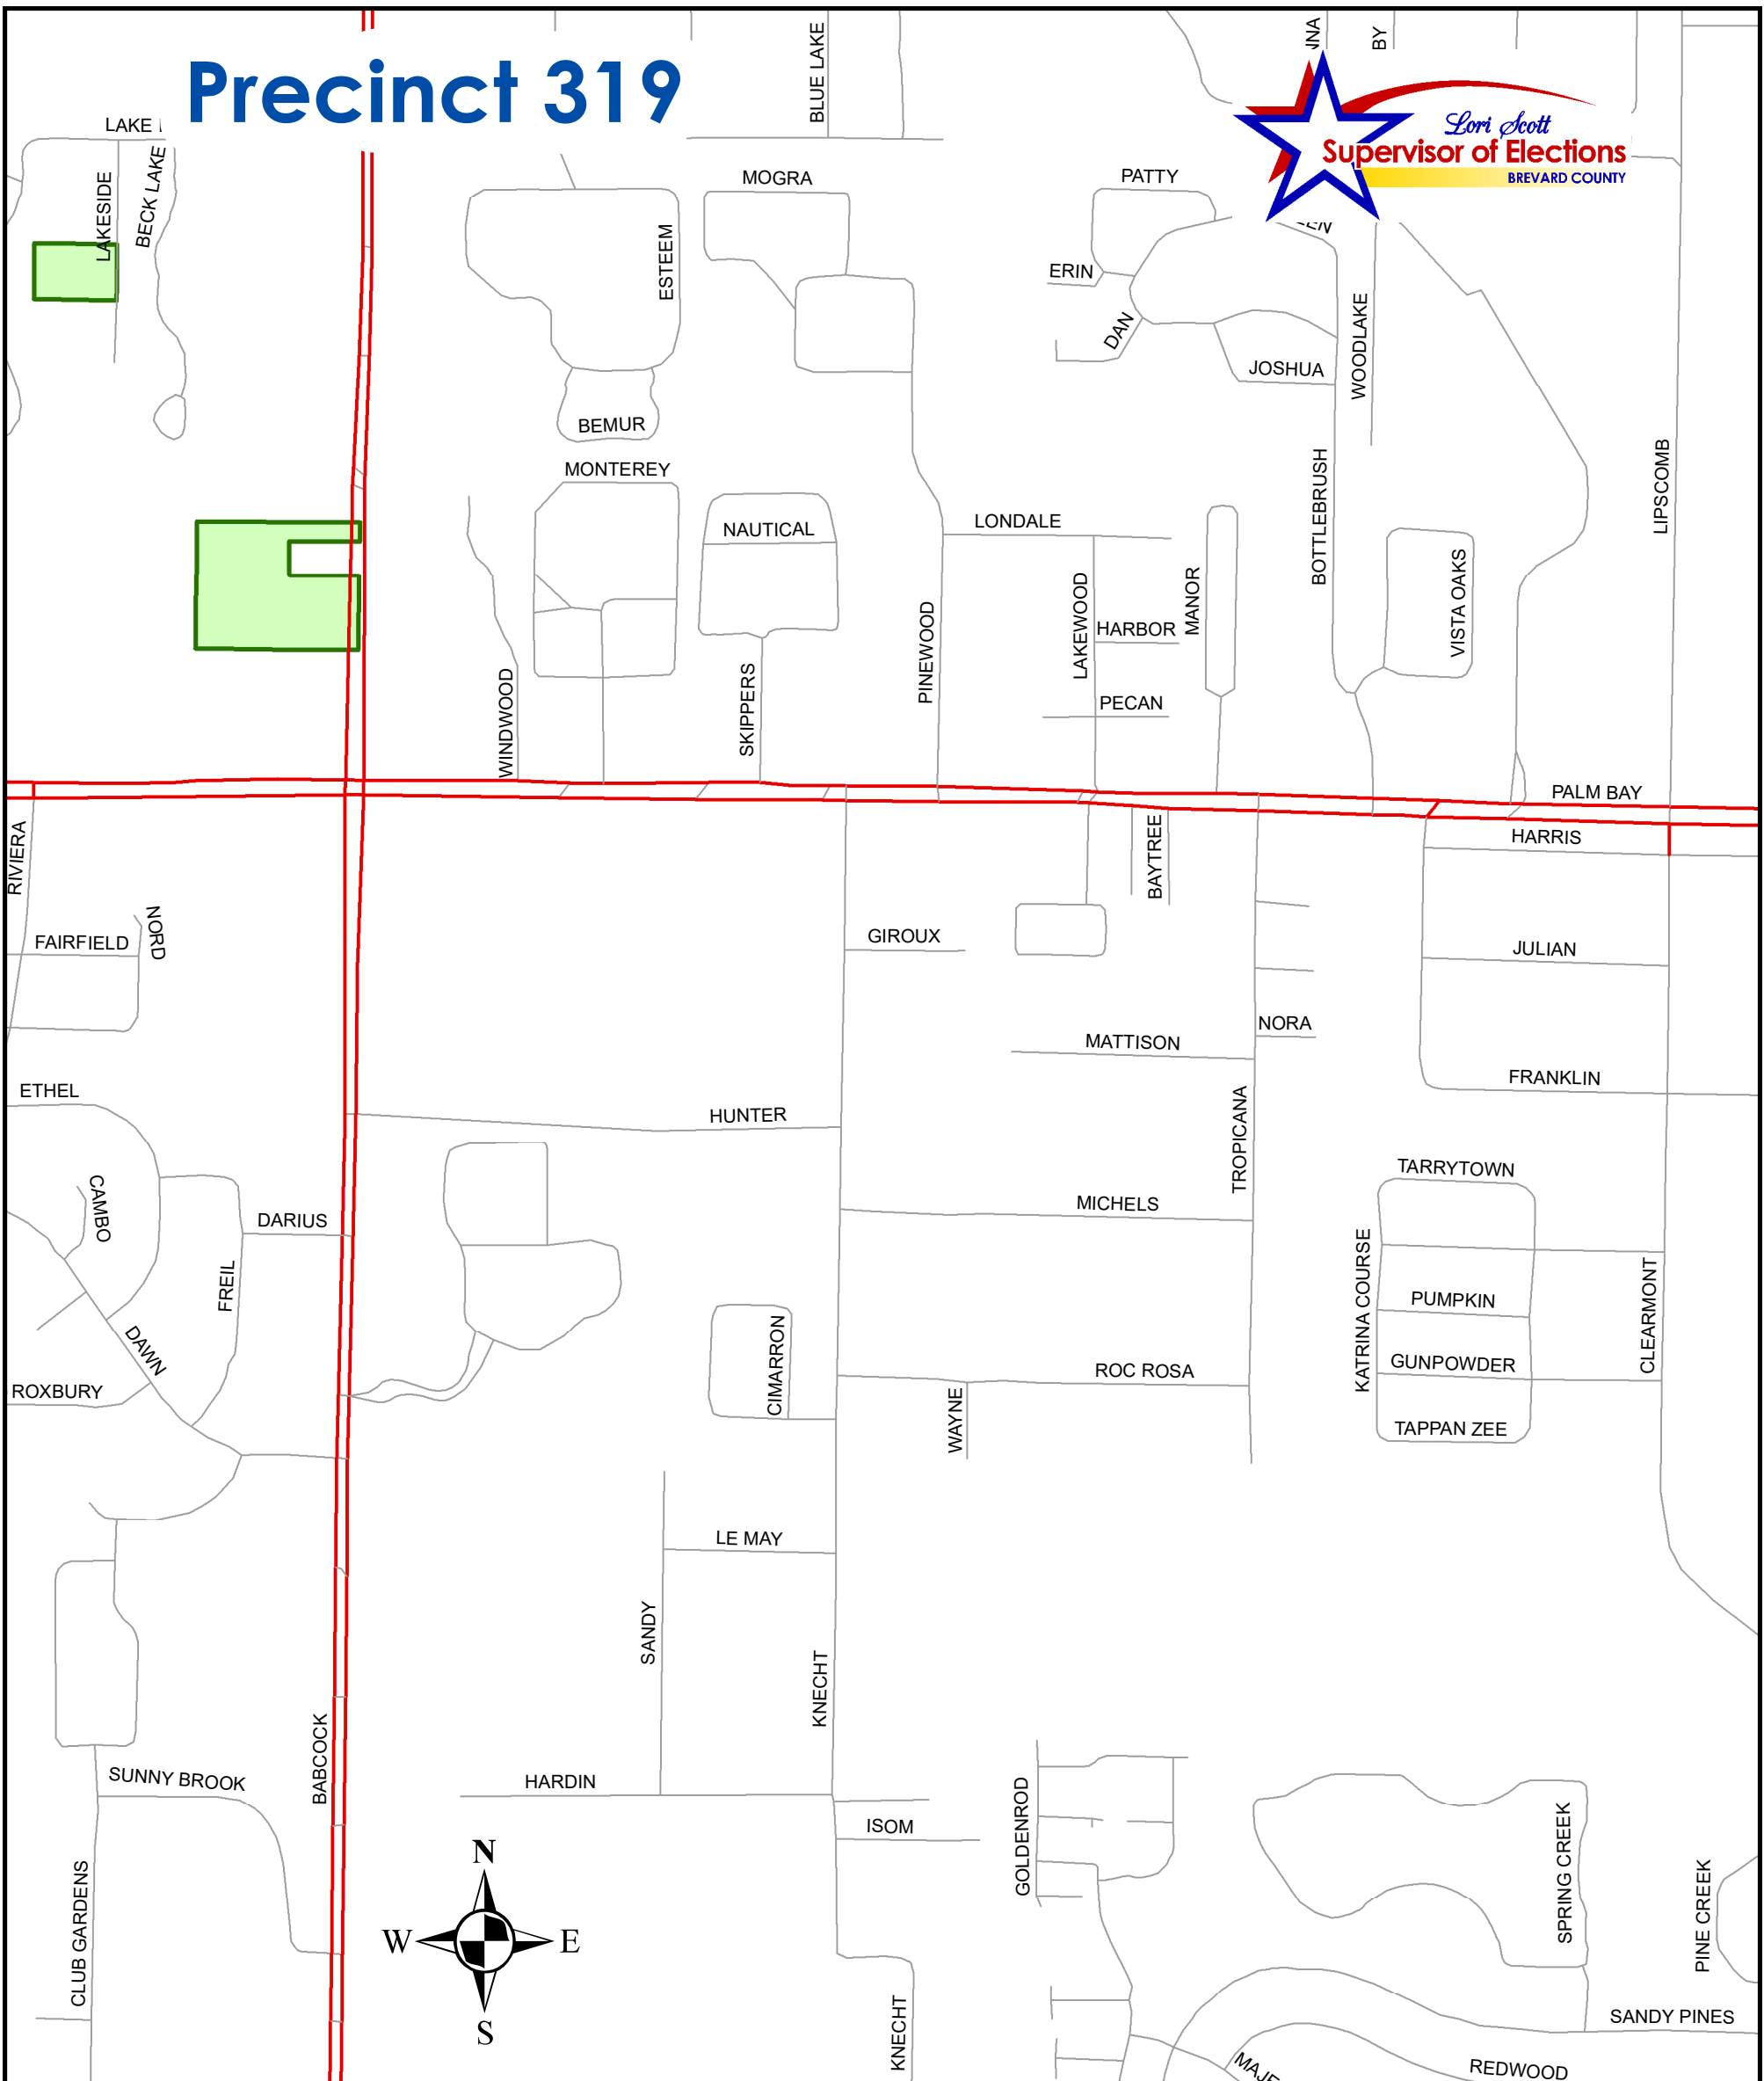 Precinct 319
BLUE LAKE
NNA
BY
Lori Scott
Supervisor of Elections
BREVARD COUNTY
LAKE
LAKESIDE
BECK LAKE
ESTEEM
MOGRA
PATTY
ERIN
DAN
JOSHUA
WOODLAKE
BEMUR
MONTEREY
NAUTICAL
LONDALE
BOTTLEBRUSH
LIPSCOMB
VISTA OAKS
MANOR
LAKEWOOD
HARBOR
PINEWOOD
PECAN
SKIPPERS
WINDWOOD
PALM BAY
HARRIS
RIVIERA
BAYTREE
NORD
FAIRFIELD
GIROUX
JULIAN
NORA
MATTISON
ETHEL
FRANKLIN
HUNTER
TROPICANA
TARRYTOWN
CAMBO
DARIUS
MICHELS
FREIL
KATRINA COURSE
PUMPKIN
CLEARMONT
DAWN
CIMARRON
GUNPOWDER
ROXBURY
ROC ROSA
WAYNE
TAPPAN ZEE
LE MAY
SANDY
KNECHT
BABCOCK
SUNNY BROOK
HARDIN
GOLDENROD
ISOM
SPRING CREEK
PINE CREEK
CLUB GARDENS
N
W
E
S
KNECHT
SANDY PINES
REDWOOD
MAJE